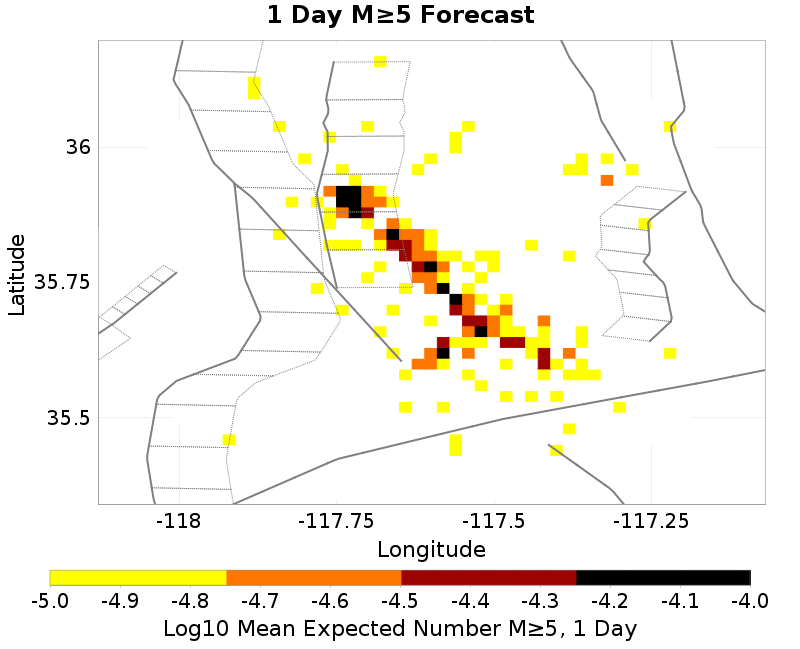 1 Day M≥5 Forecast
36
35.75
35.5
Latitude
-118 -117.75 -117.5 -117.25
Longitude
-5.0 -4.9 -4.8 -4.7 -4.6 -4.5 -4.4 -4.3 -4.2 -4.1 -4.0
Log10 Mean Expected Number M≥5, 1 Day